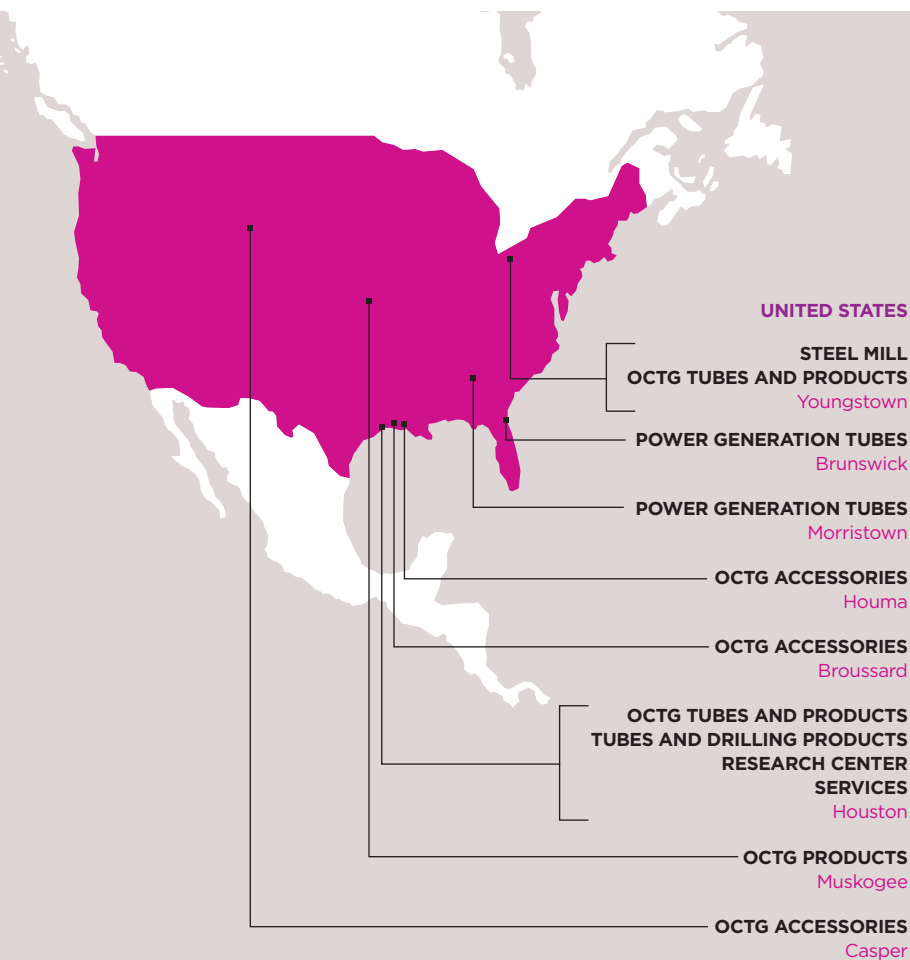 UNITED STATES
STEEL MILL
OCTG TUBES AND PRODUCTS
Youngstown
POWER GENERATION TUBES
Brunswick
POWER GENERATION TUBES
Morristown
OCTG ACCESSORIES
Houma
OCTG ACCESSORIES
Broussard
OCTG TUBES AND PRODUCTS
TUBES AND DRILLING PRODUCTS
RESEARCH CENTER
SERVICES
Houston
OCTG PRODUCTS
Muskogee
OCTG ACCESSORIES
Casper